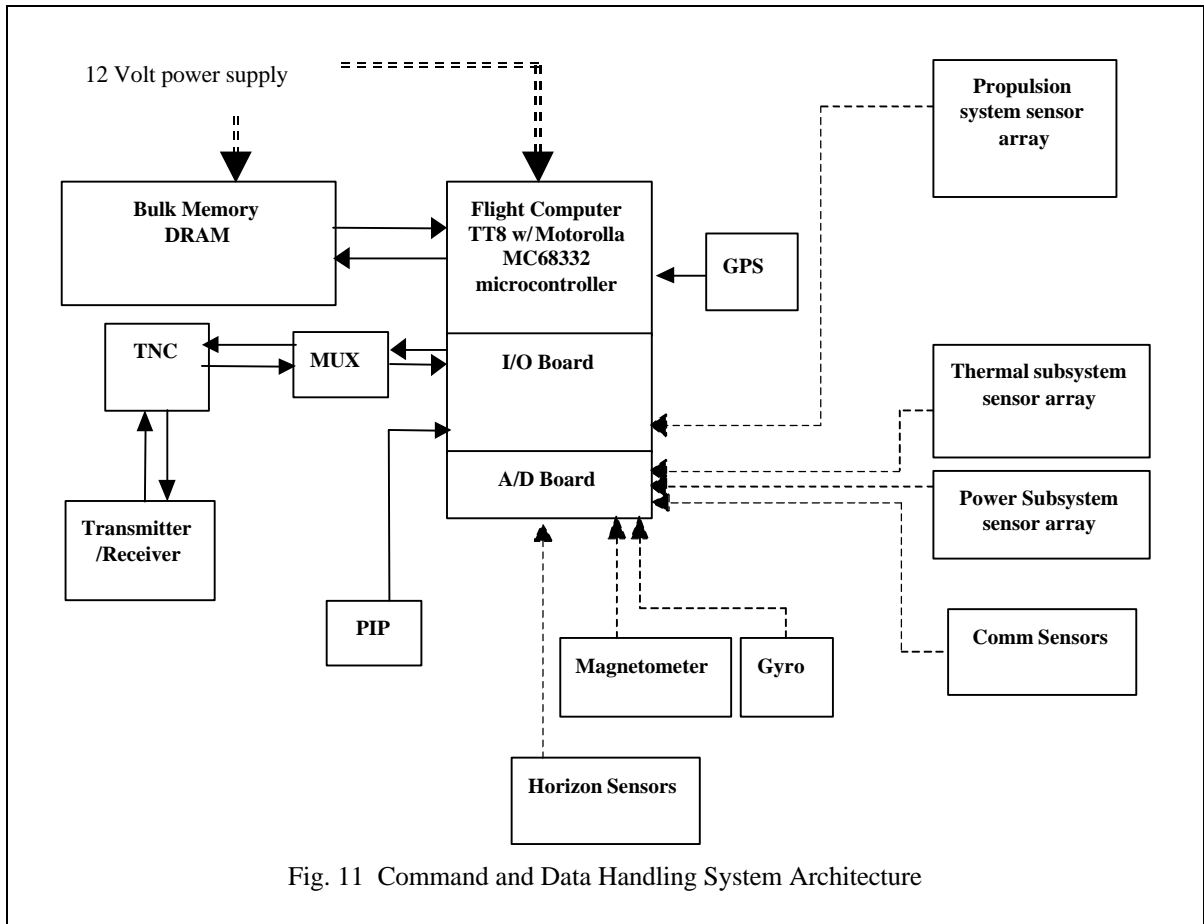 12 Volt power supply
Propulsion
system sensor
array
Bulk Memory
DRAM
Flight Computer
TT8 w/Motorolla
MC68332
microcontroller
GPS
TNC
MUX
I/O Board
Thermal subsystem
sensor array
A/D Board
Power Subsystem
sensor array
Transmitter
/Receiver
PIP
Magnetometer
Gyro
Comm Sensors
Horizon Sensors
Fig. 11 Command and Data Handling System Architecture